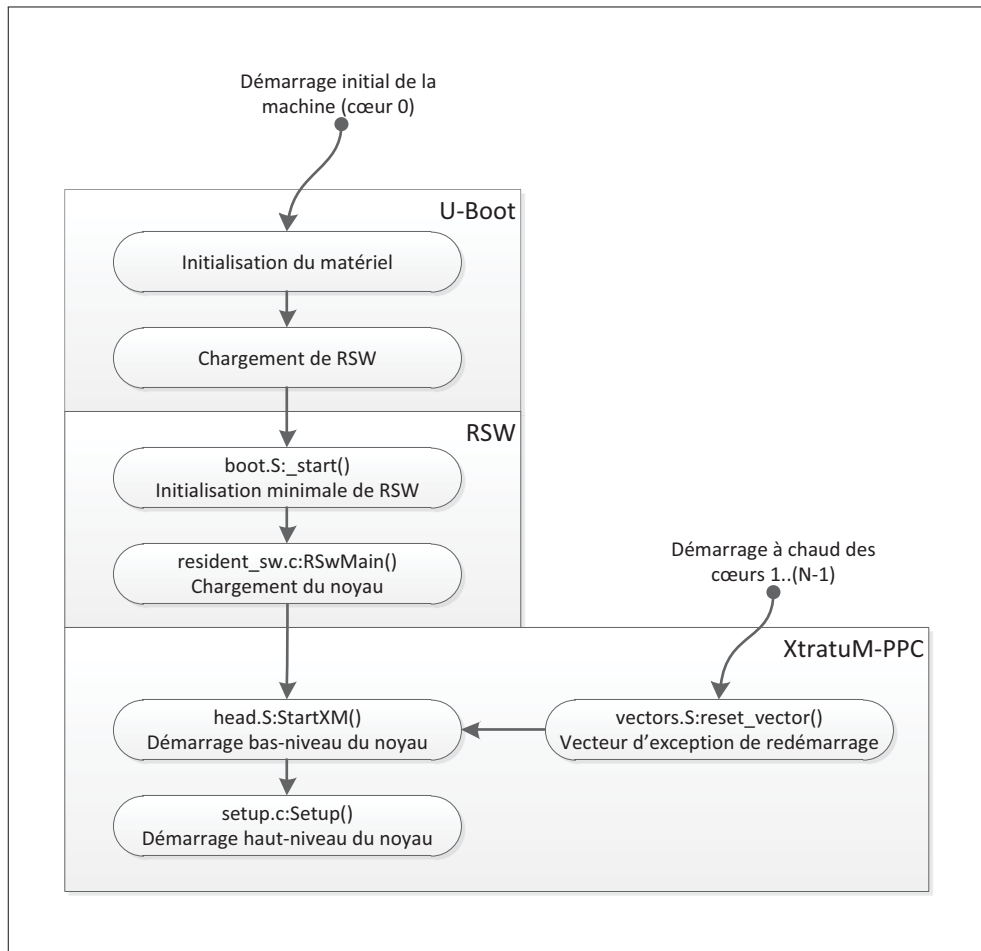 Démarrage initial de la
machine (cœur 0)
U-Boot
Initialisation du matériel
Chargement de RSW
RSW
boot.S:_start()
Initialisation minimale de RSW
resident_sw.c:RSwMain()
Chargement du noyau
Démarrage à chaud des
cœurs 1..(N-1)
XtratuM-PPC
head.S:StartXM()
Démarrage bas-niveau du noyau
vectors.S:reset_vector()
Vecteur d’exception de redémarrage
setup.c:Setup()
Démarrage haut-niveau du noyau